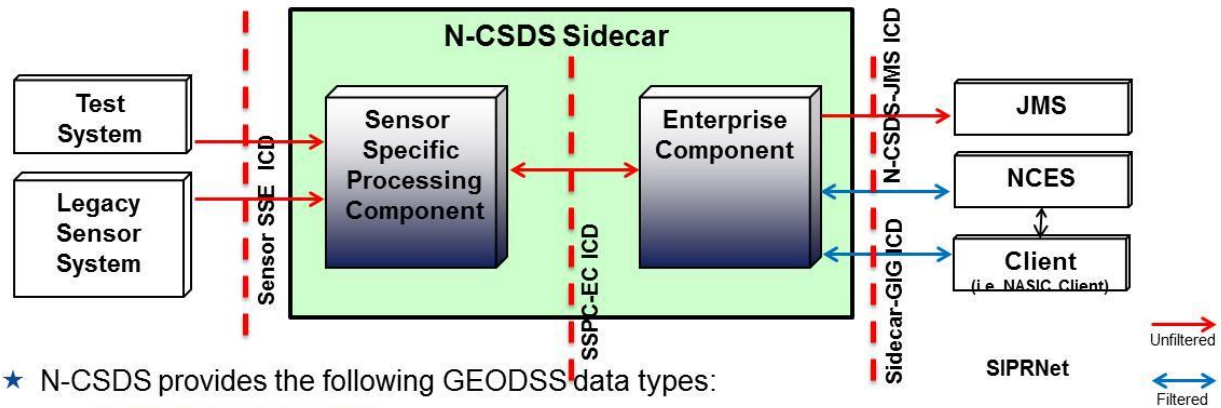 N-CSDS Sidecar
Test
System
Legacy
Sensor
System
Sensor SSE ICD
Sensor
Specific
Processing
Component
SSPC-EC ICD
Enterprise
Component
N-CSDS-JMS ICD
Sidecar-GIG ICD
JMS
NCES
Client
(i.e. NASIC Client)
SIPRNet
Unfiltered
Filtered
★ N-CSDS provides the following GEODSS data types: